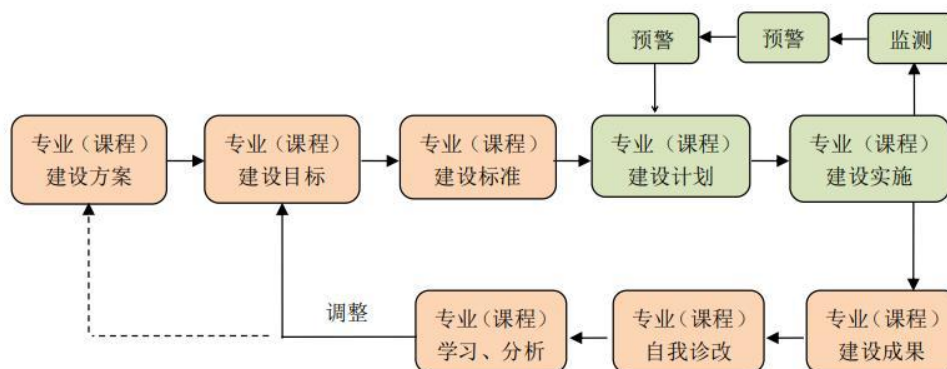 预警
预警
监测
专业（课程）
建设方案
专业（课程）
建设目标
专业（课程）
建设标准
专业（课程）
建设计划
专业（课程）
建设实施
调整
专业（课程）
学习、分析
专业（课程）
自我诊改
专业（课程）
建设成果